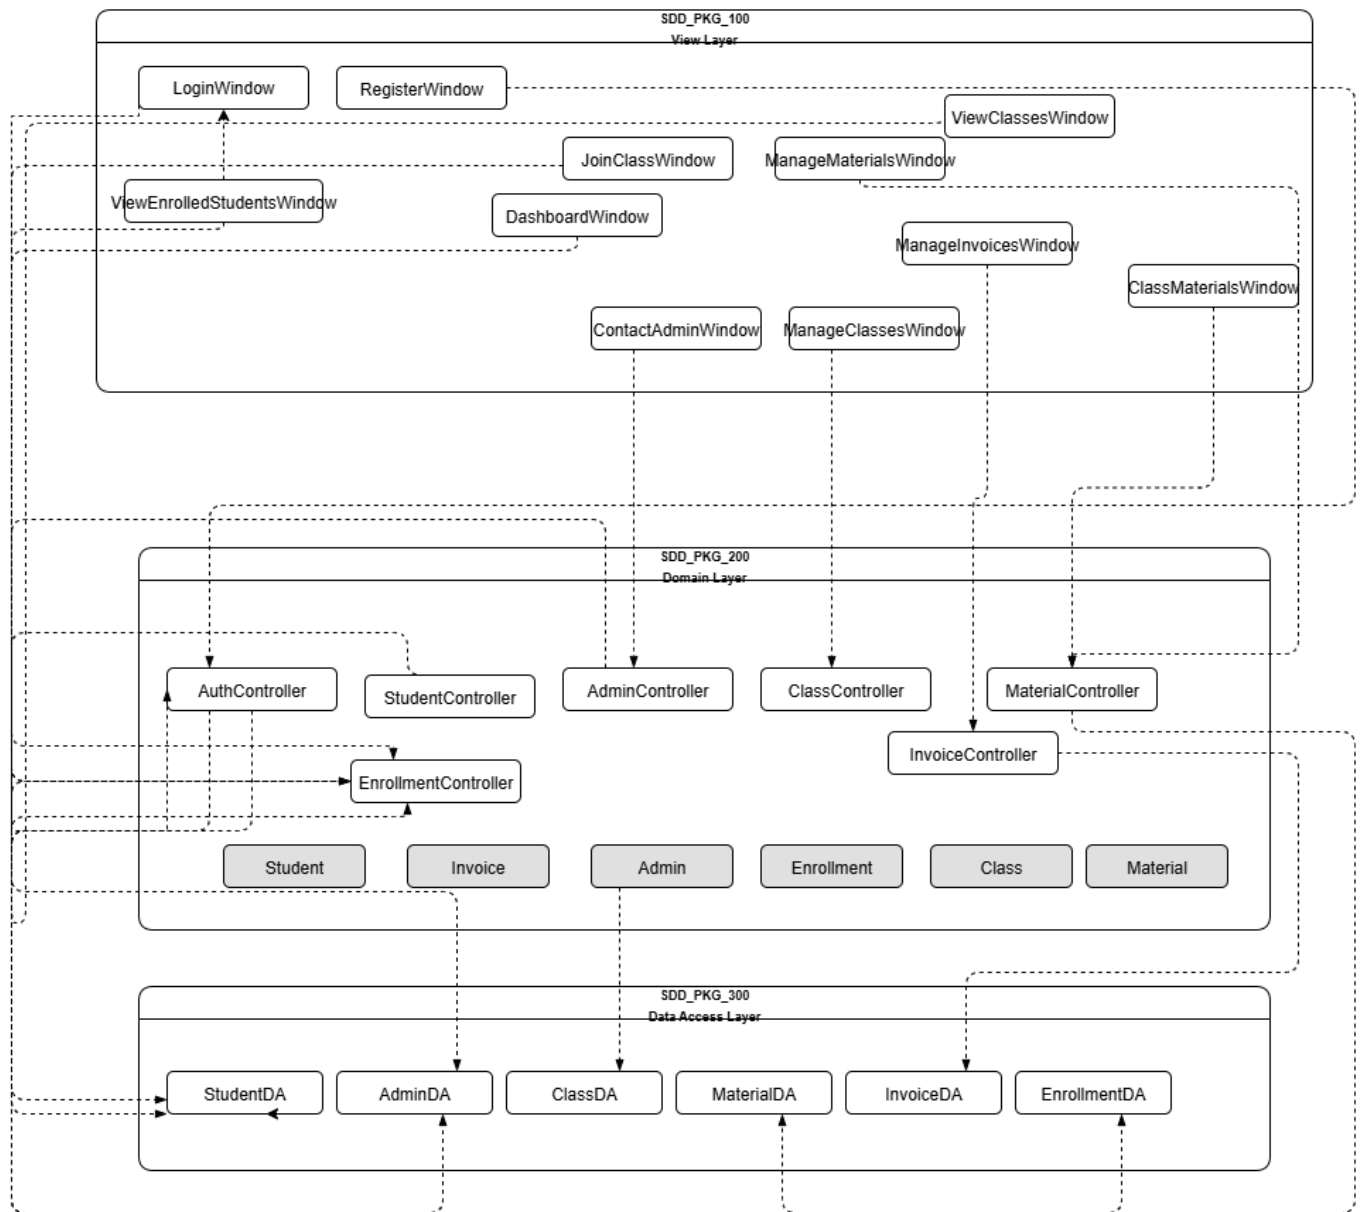 SDD_PKG_100
View Layer
LoginWindow
RegisterWindow
ViewClassesWindow
JoinClassWindow
ManageMaterialsWindow
ViewEnrolledStudentsWindow
DashboardWindow
ManageInvoicesWindow
ClassMaterialsWindow
ContactAdminWindow
ManageClassesWindow
SDD_PKG_200
Domain Layer
AuthController
StudentController
AdminController
ClassController
MaterialController
InvoiceController
EnrollmentController
Student
Invoice
Admin
Enrollment
Class
Material
SDD_PKG_300
Data Access Layer
StudentDA
AdminDA
ClassDA
MaterialDA
InvoiceDA
EnrollmentDA